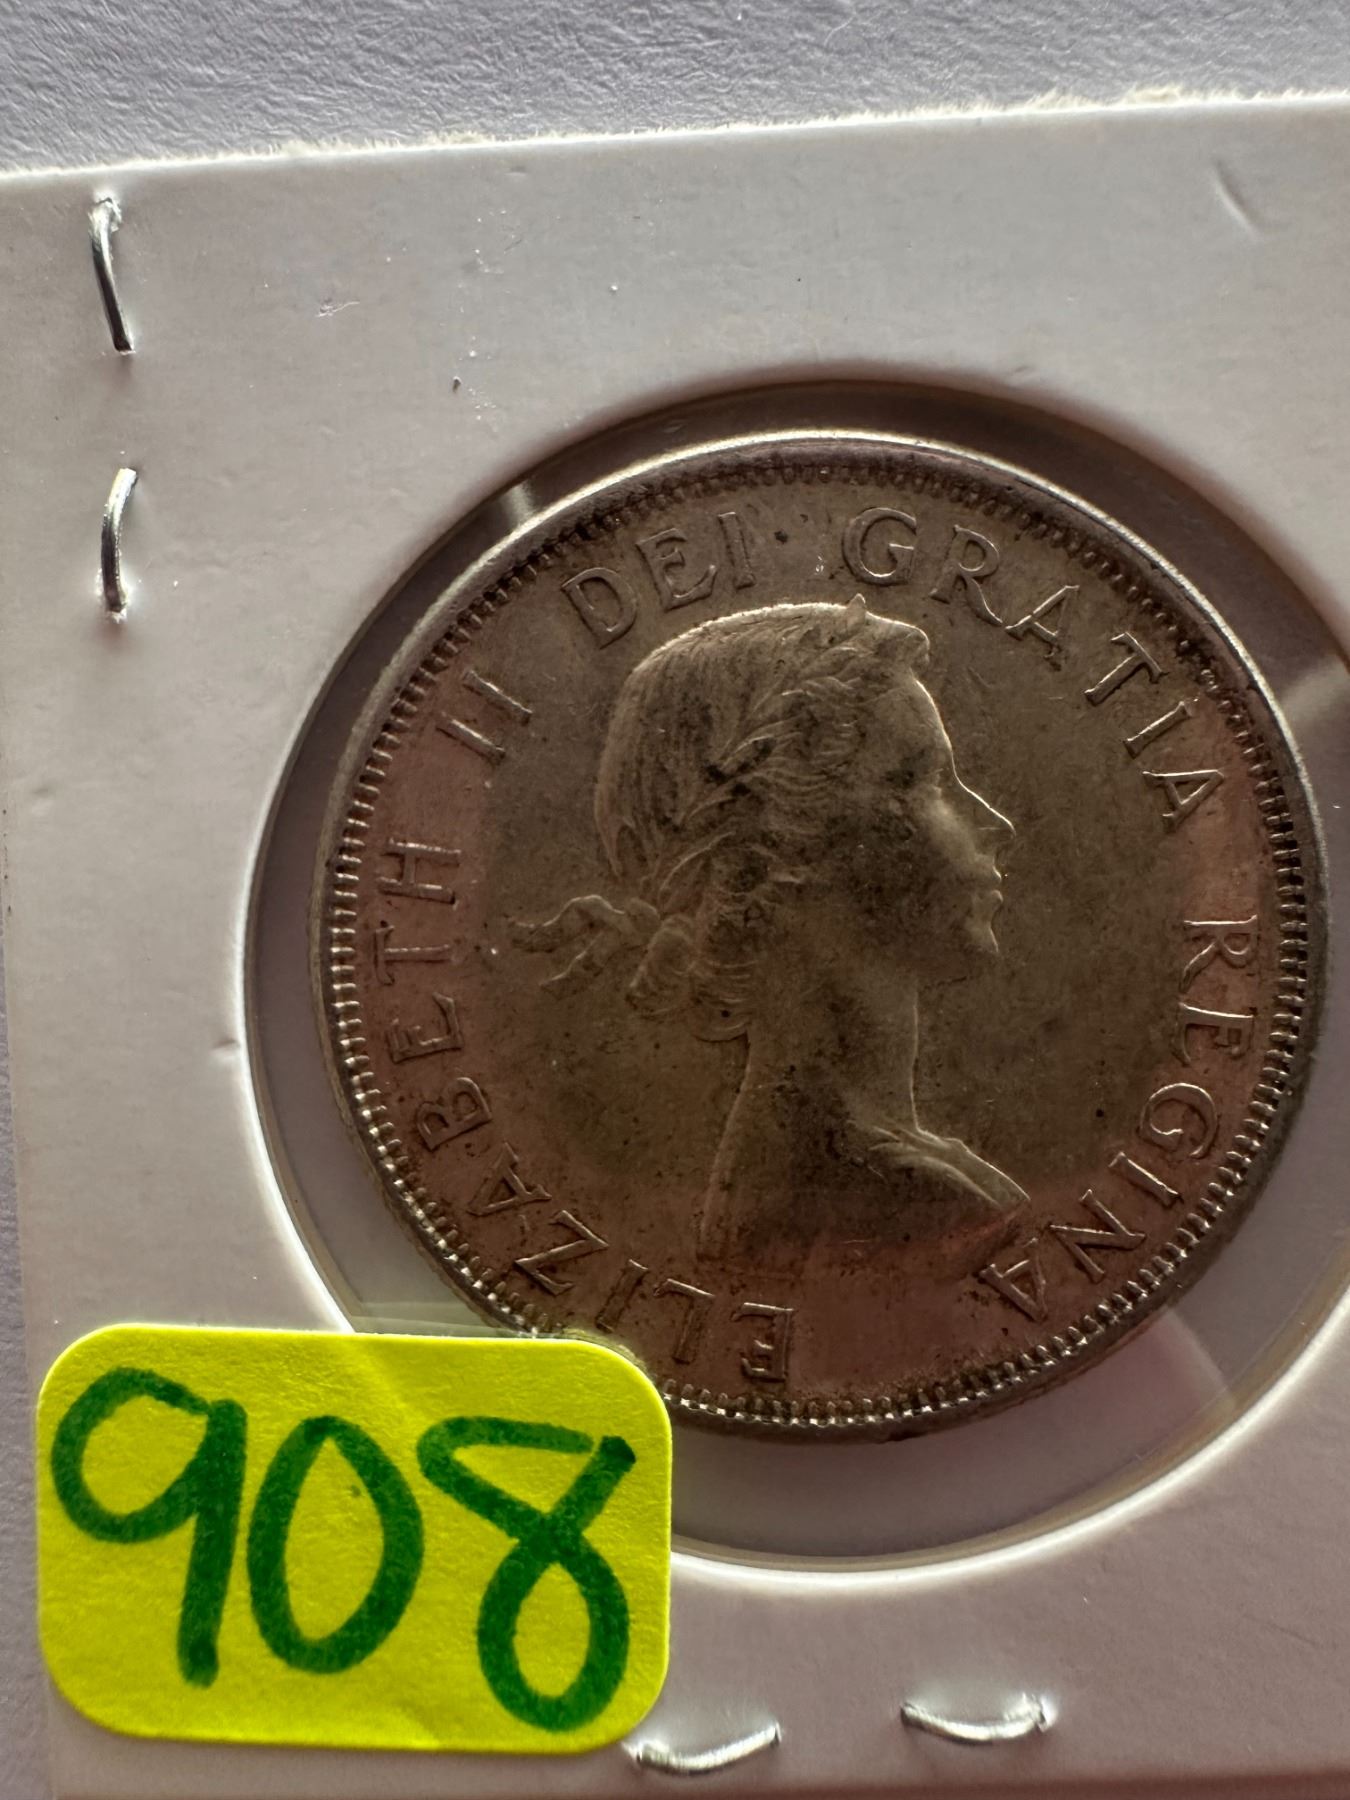 ELIZABETH II DEI · GRATIA REGINA
908